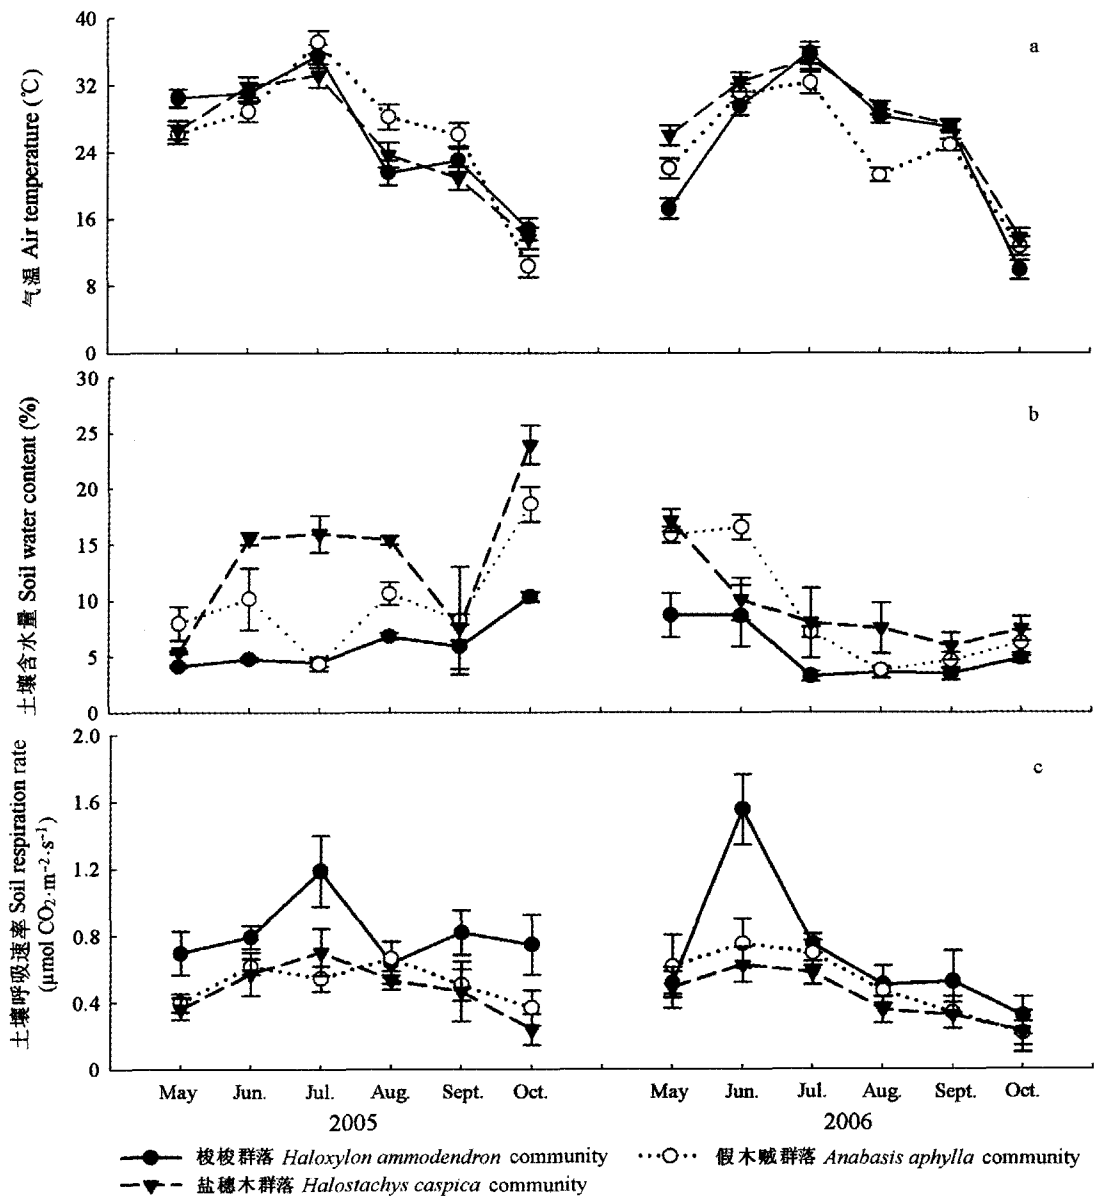 a
气温 Air temperature (℃)
40
32
24
16
8
0
b
土壤含水量 Soil water content (%)
30
25
20
15
10
5
0
c
土壤呼吸速率 Soil respiration rate
(μmol CO₂·m⁻²·s⁻¹)
2.0
1.6
1.2
0.8
0.4
0
May Jun. Jul. Aug. Sept. Oct. May Jun. Jul. Aug. Sept. Oct.
2005 2006
梭梭群落 Haloxylon ammodendron community 假木贼群落 Anabasis aphylla community
盐穗木群落 Halostachys caspica community